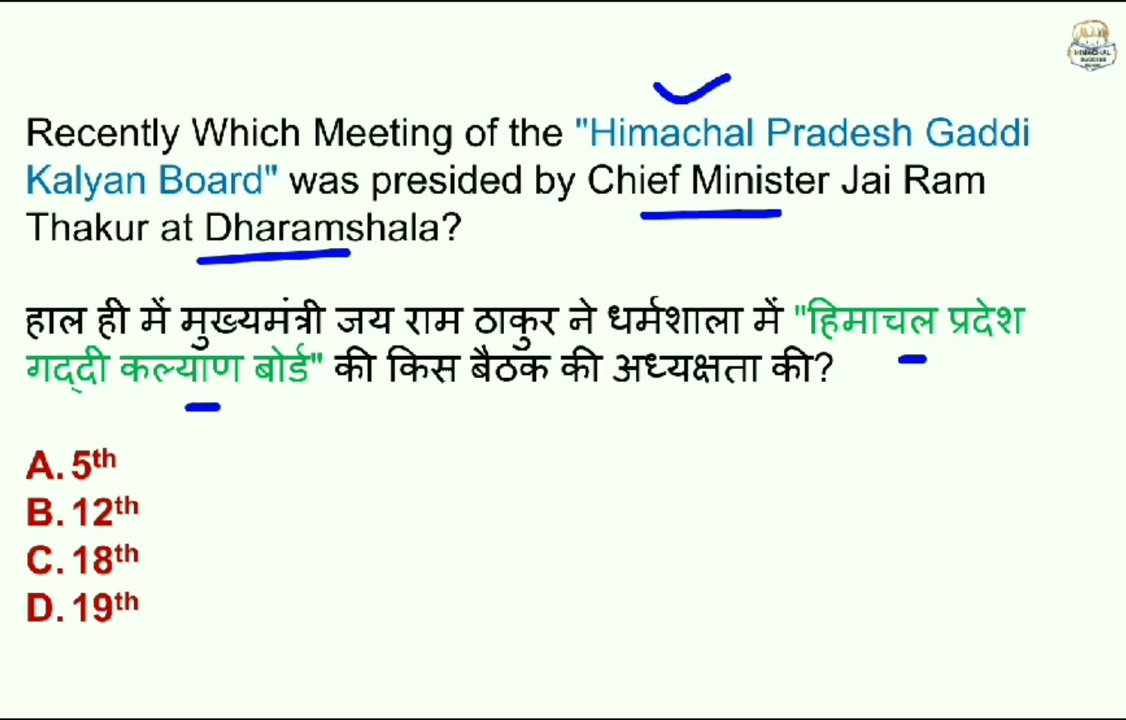 Recently Which Meeting of the "Himachal Pradesh Gaddi
Kalyan Board" was presided by Chief Minister Jai Ram
Thakur at Dharamshala?
हाल ही में मुख्यमंत्री जय राम ठाकुर ने धर्मशाला में "हिमाचल प्रदेश
गद्दी कल्याण बोर्ड" की किस बैठक की अध्यक्षता की?
A. 5th
B. 12th
C. 18th
D. 19th